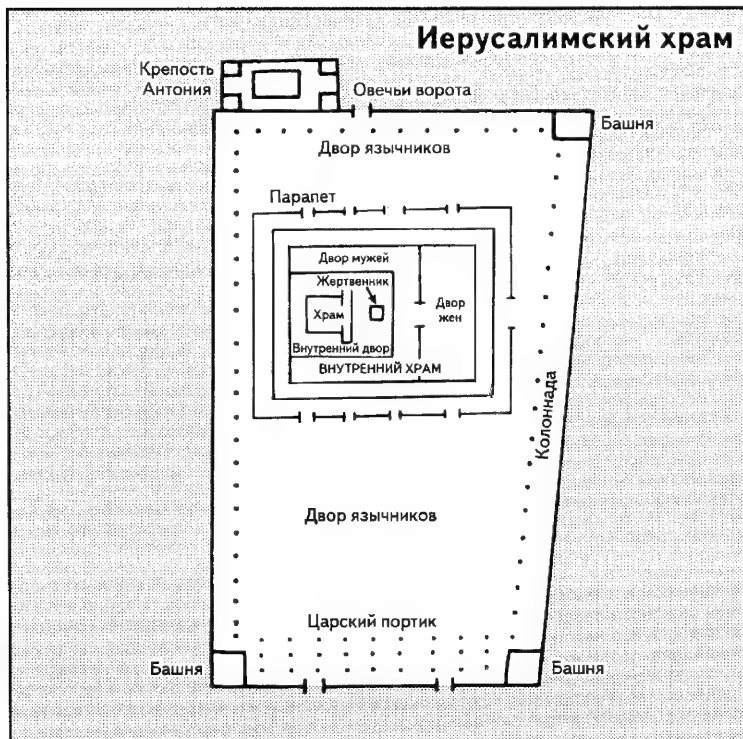 Иерусалимский храм
Крепость
Антония
Овечьи ворота
Башня
Двор язычников
Парапет
Двор мужей
Жертвенник
Храм
Двор
жен
Внутренний двор
ВНУТРЕННИЙ ХРАМ
Колоннада
Двор язычников
Царский портик
Башня
Башня